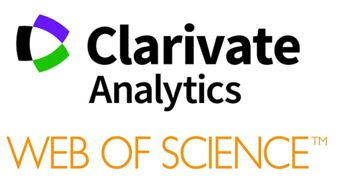 Clarivate
Analytics
WEB OF SCIENCE™